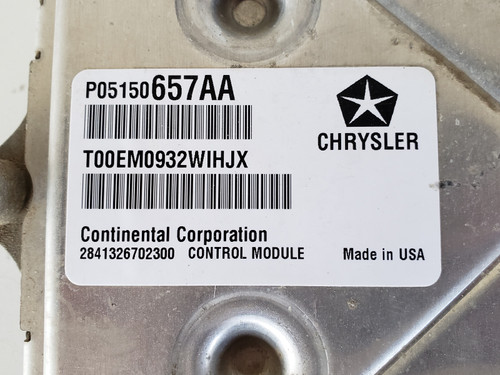 P05150657AA
CHRYSLER
T00EM0932WIHJX
Continental Corporation
2841326702300 CONTROL MODULE Made in USA